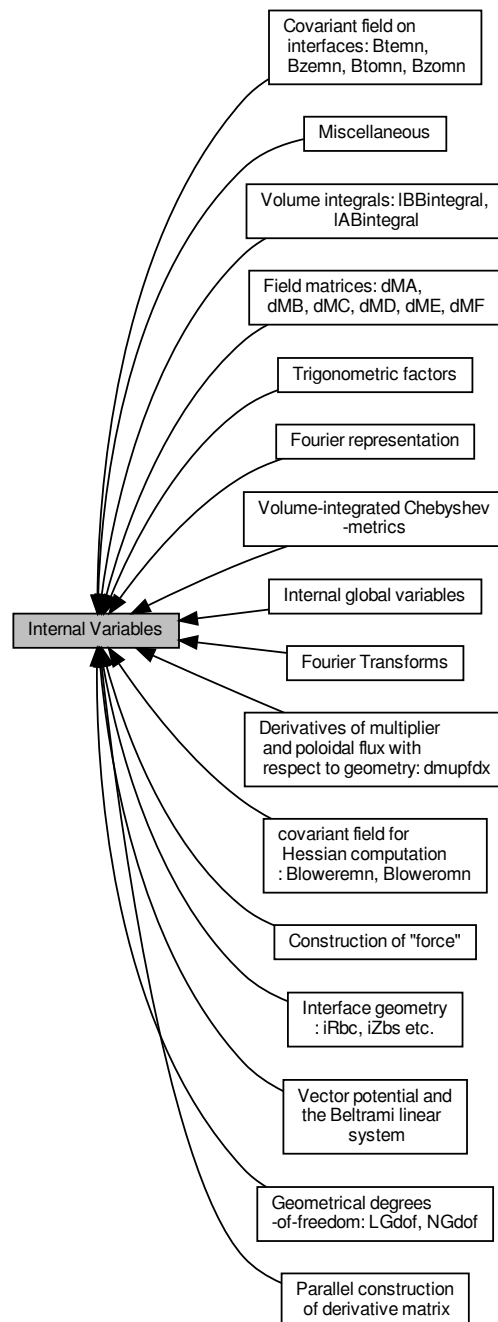 Covariant field on
interfaces: Btemn,
Bzemn, Btomn, Bzomn
Miscellaneous
Volume integrals: lBBintegral,
lABintegral
Field matrices: dMA,
dMB, dMC, dMD, dME, dMF
Trigonometric factors
Fourier representation
Volume-integrated Chebyshev
-metrics
Internal global variables
Internal Variables
Fourier Transforms
Derivatives of multiplier
and poloidal flux with
respect to geometry: dmupfdx
covariant field for
Hessian computation
: Bloweremn, Bloweromn
Construction of "force"
Interface geometry
: iRbc, iZbs etc.
Vector potential and
the Beltrami linear
system
Geometrical degrees
-of-freedom: LGdof, NGdof
Parallel construction
of derivative matrix